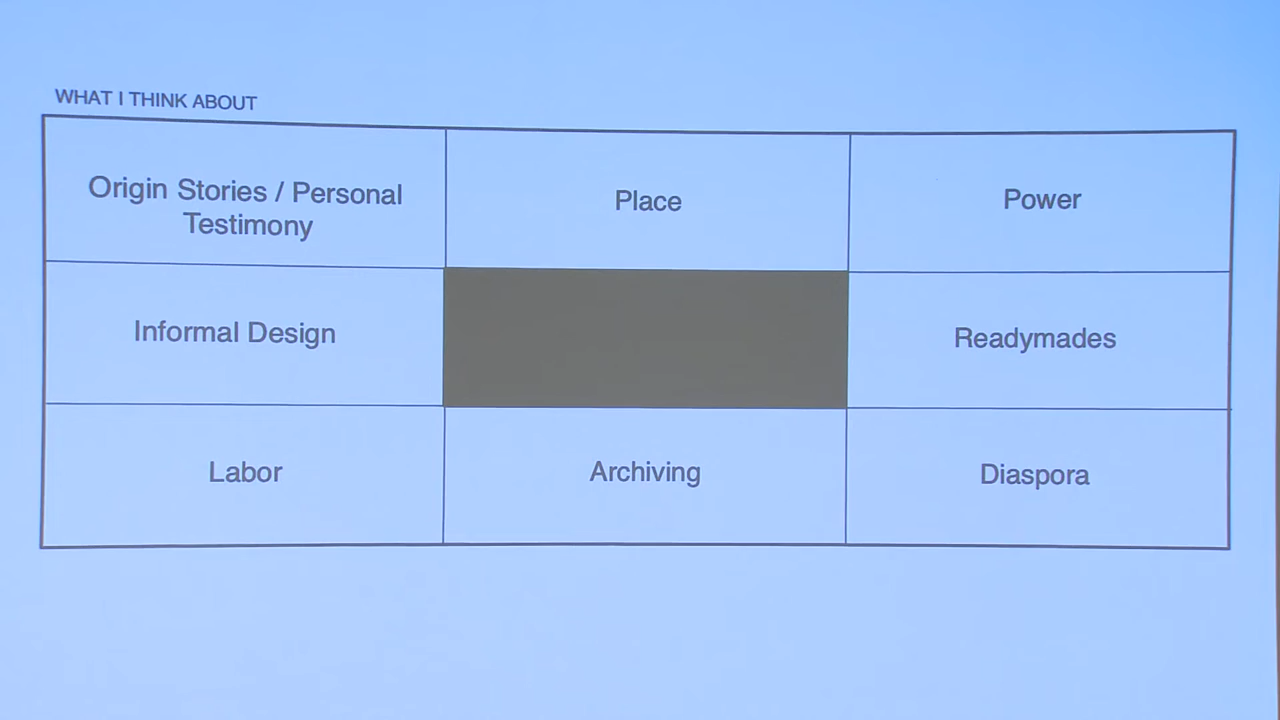 WHAT I THINK ABOUT
Origin Stories / Personal
Testimony
Place
Power
Informal Design
Readymades
Labor
Archiving
Diaspora